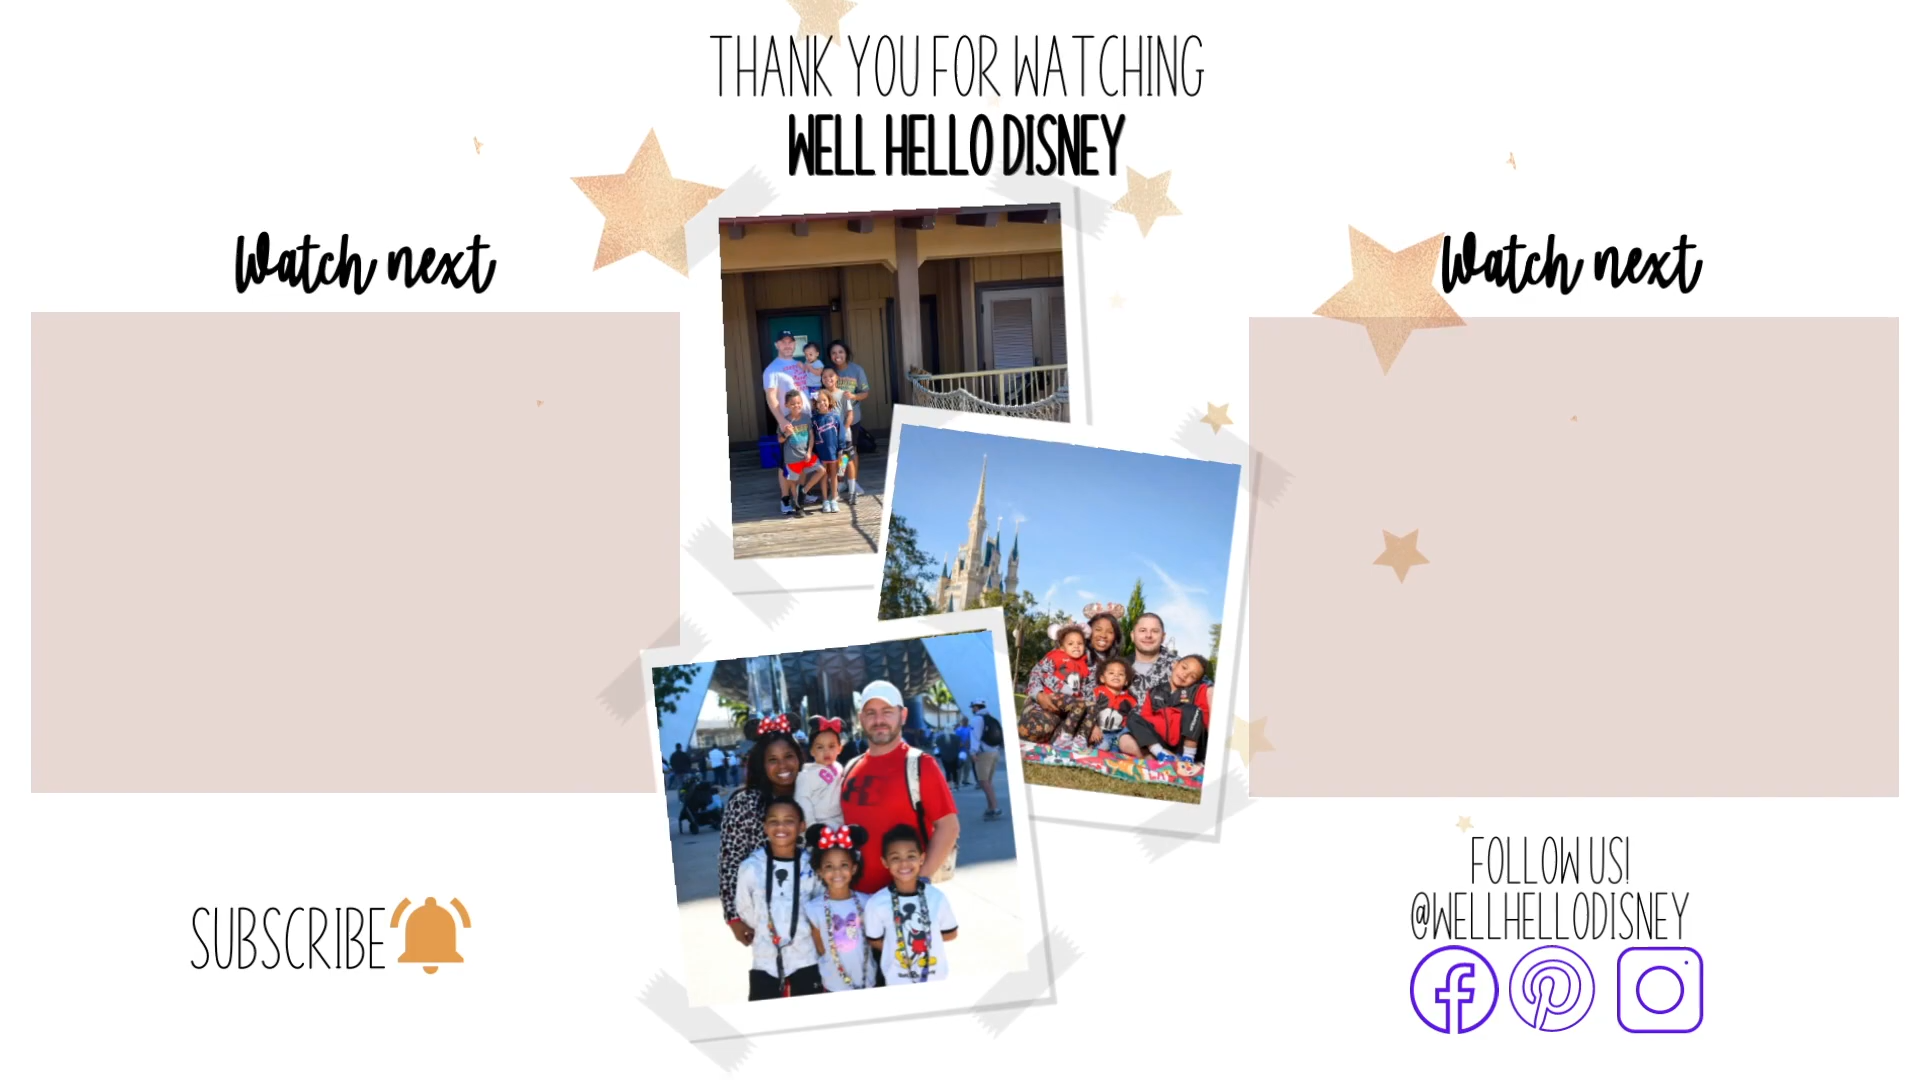 THANK YOU FOR WATCHING
WELL HELLO DISNEY
Watch next
Watch next
SUBSCRIBE
FOLLOW US!
@WELLHELLODISNEY